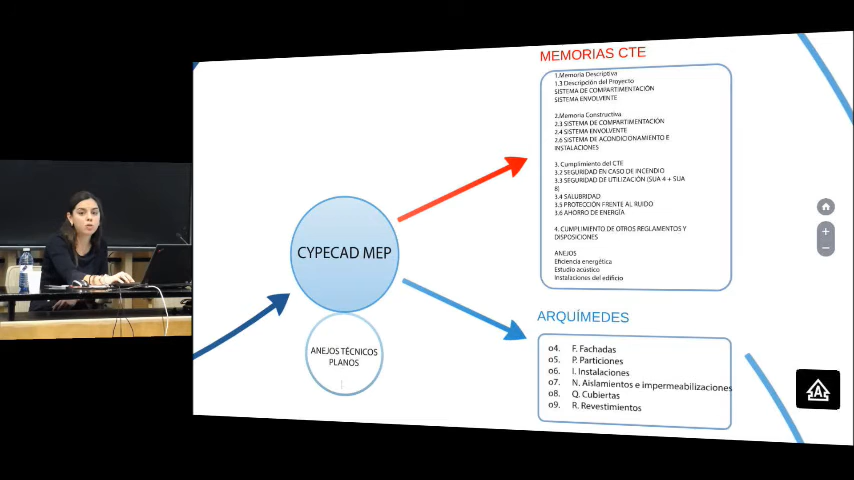 MEMORIAS CTE
1.Memoria Descriptiva
1.3 Descripción del Proyecto
SISTEMA DE COMPARTIMENTACIÓN
SISTEMA ENVOLVENTE
2.Memoria Constructiva
2.3 SISTEMA DE COMPARTIMENTACIÓN
2.4 SISTEMA ENVOLVENTE
2.6 SISTEMA DE ACONDICIONAMIENTO E
INSTALACIONES
3. Cumplimiento del CTE
3.2 SEGURIDAD EN CASO DE INCENDIO
3.3 SEGURIDAD DE UTILIZACIÓN (SUA 4 + SUA
8)
3.4 SALUBRIDAD
3.5 PROTECCIÓN FRENTE AL RUIDO
3.6 AHORRO DE ENERGÍA
4. CUMPLIMIENTO DE OTROS REGLAMENTOS Y
DISPOSICIONES
ANEJOS
Eficiencia energética
Estudio acústico
Instalaciones del edificio
CYPECAD MEP
ANEJOS TÉCNICOS
PLANOS
ARQUÍMEDES
o4. F. Fachadas
o5. P. Particiones
o6. I. Instalaciones
o7. N. Aislamientos e impermeabilizaciones
o8. Q. Cubiertas
o9. R. Revestimientos
A